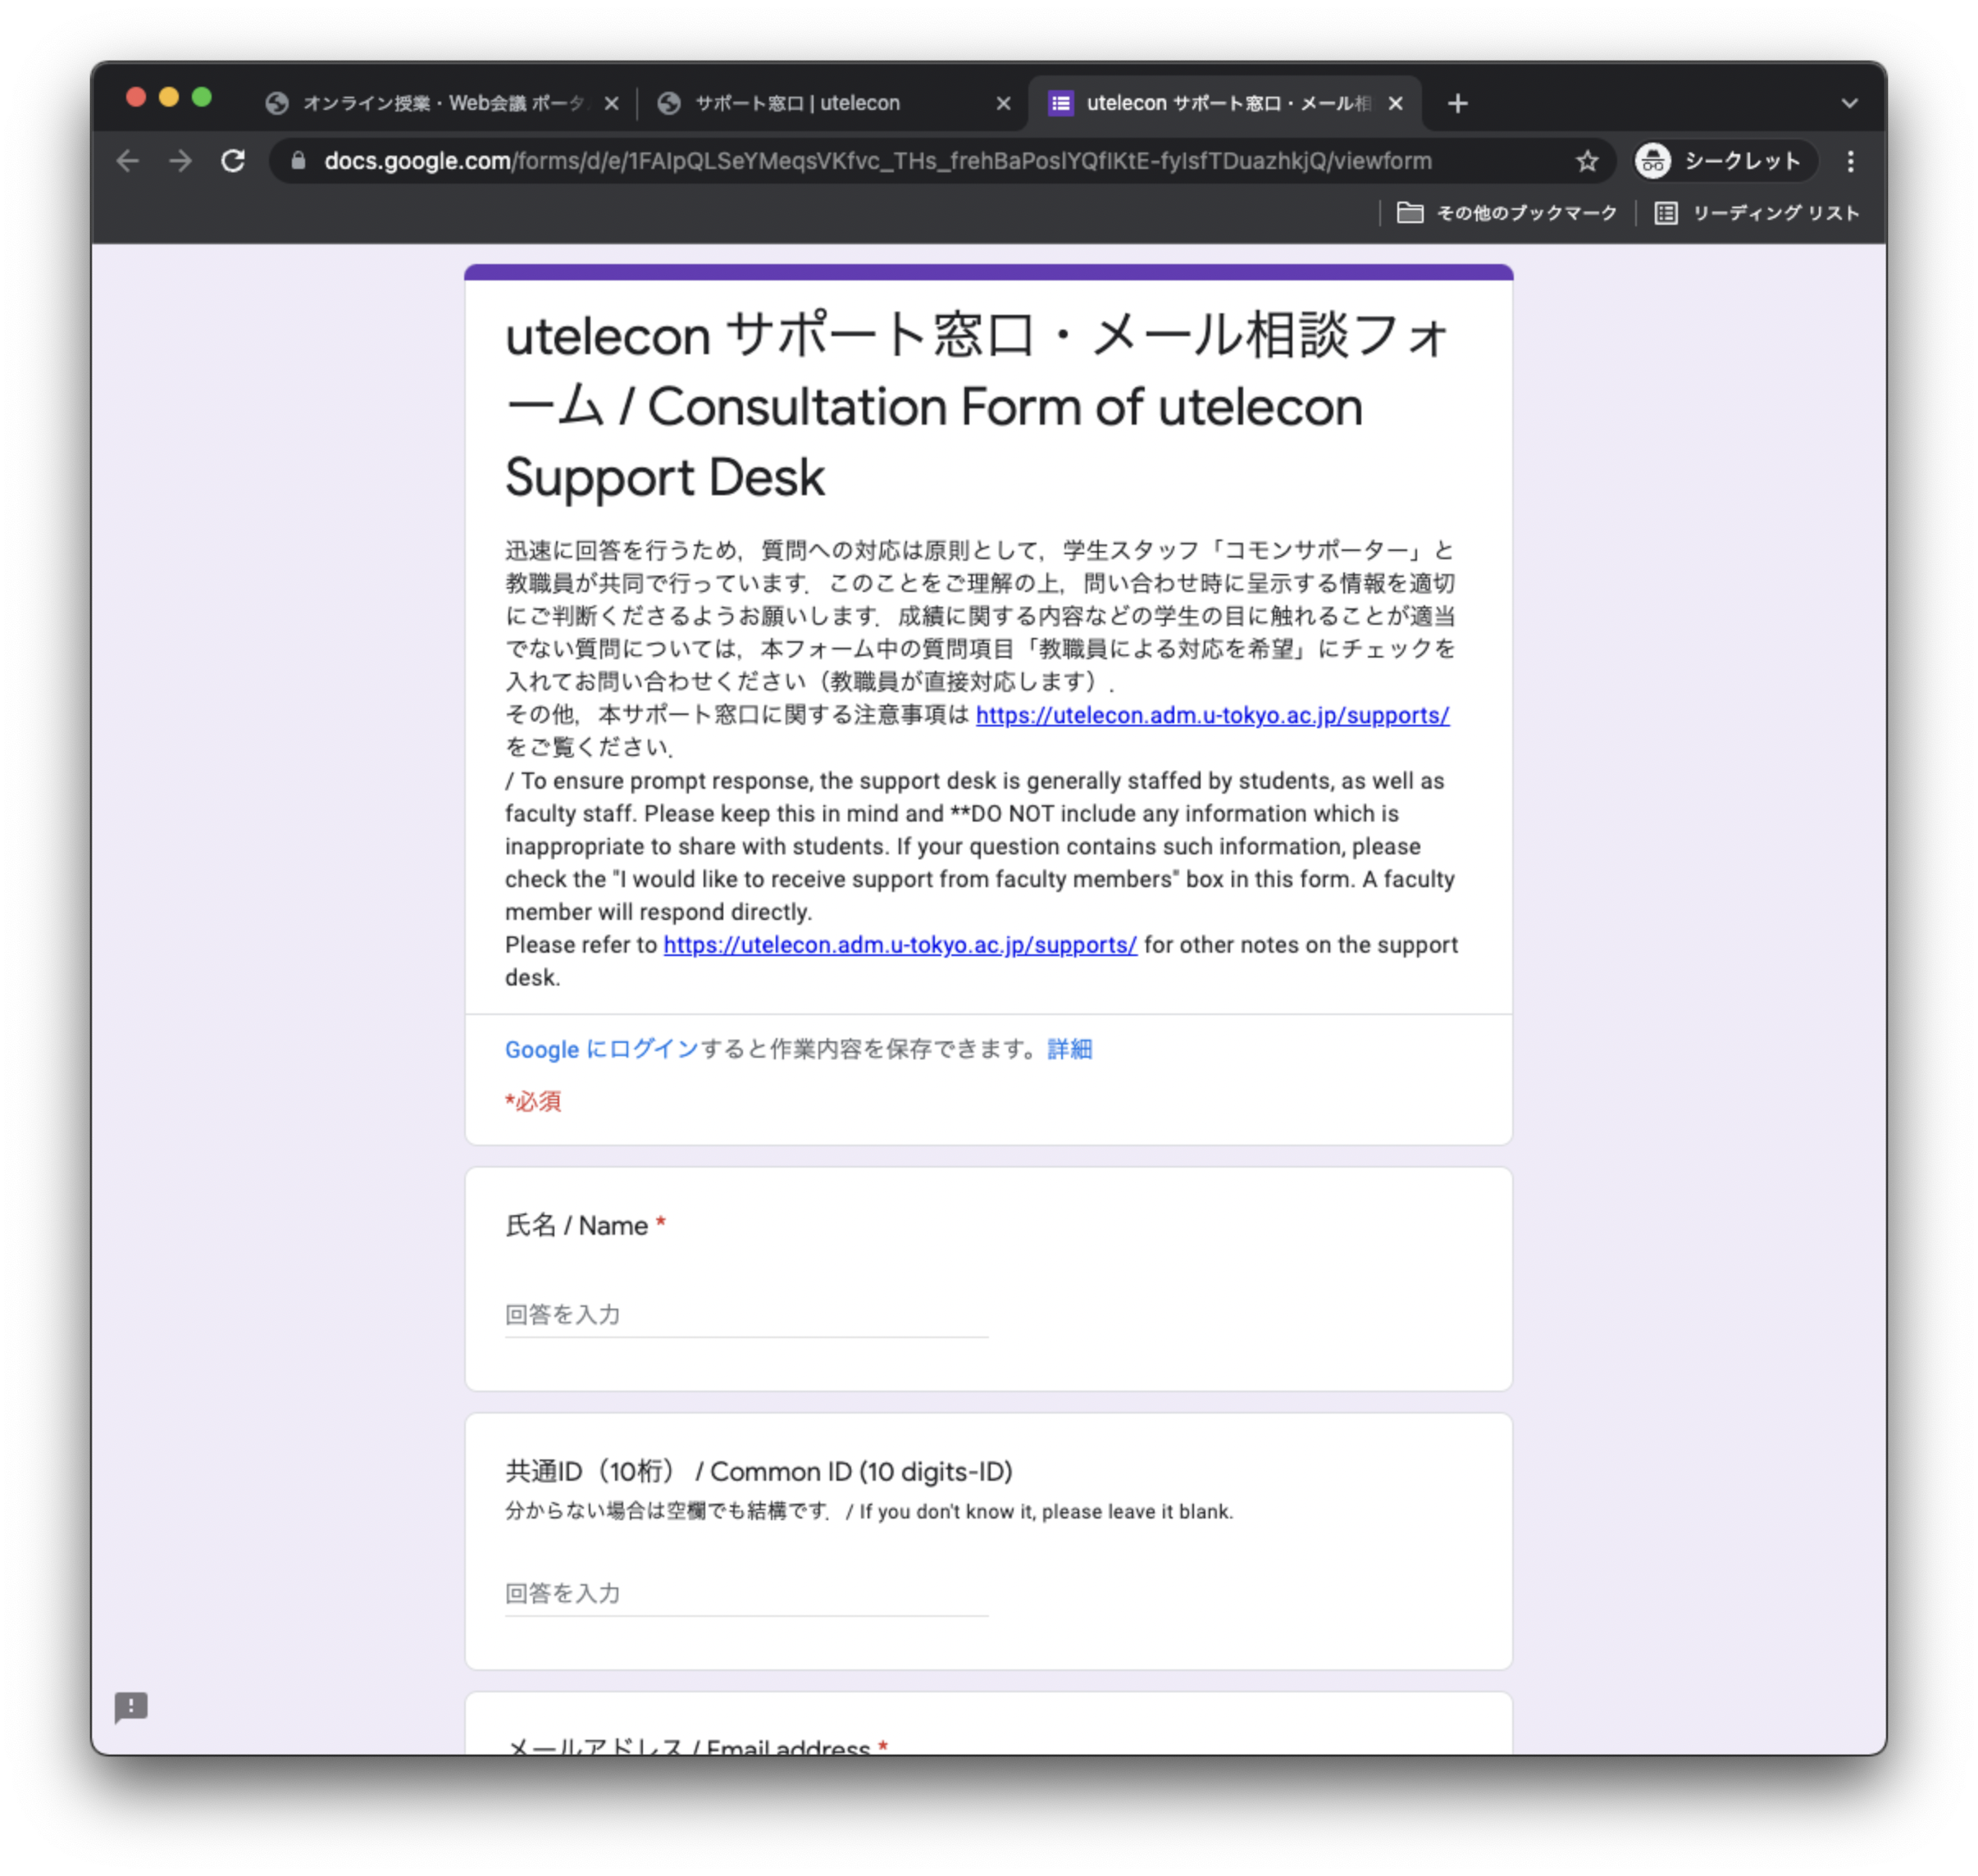 オンライン授業・Web会議 ポータ
サポート窓口 | utelecon
utelecon サポート窓口・メール相
docs.google.com/forms/d/e/1FAIpQLSeYMeqsVKfvc_THs_frehBaPoslYQfIKtE-fyIsfTDuazhkjQ/viewform
シークレット
その他のブックマーク
リーディング リスト
utelecon サポート窓口・メール相談フォ
ーム / Consultation Form of utelecon
Support Desk
迅速に回答を行うため，質問への対応は原則として，学生スタッフ「コモンサポーター」と
教職員が共同で行っています．このことをご理解の上，問い合わせ時に呈示する情報を適切
にご判断くださるようお願いします．成績に関する内容などの学生の目に触れることが適当
でない質問については，本フォーム中の質問項目「教職員による対応を希望」にチェックを
入れてお問い合わせください（教職員が直接対応します）．
その他，本サポート窓口に関する注意事項は https://utelecon.adm.u-tokyo.ac.jp/supports/
をご覧ください．
/ To ensure prompt response, the support desk is generally staffed by students, as well as
faculty staff. Please keep this in mind and **DO NOT include any information which is
inappropriate to share with students. If your question contains such information, please
check the "I would like to receive support from faculty members" box in this form. A faculty
member will respond directly.
Please refer to https://utelecon.adm.u-tokyo.ac.jp/supports/ for other notes on the support
desk.
Google にログインすると作業内容を保存できます。詳細
*必須
氏名 / Name *
回答を入力
共通ID（10桁） / Common ID (10 digits-ID)
分からない場合は空欄でも結構です．/ If you don't know it, please leave it blank.
回答を入力
メールアドレス / Email address *